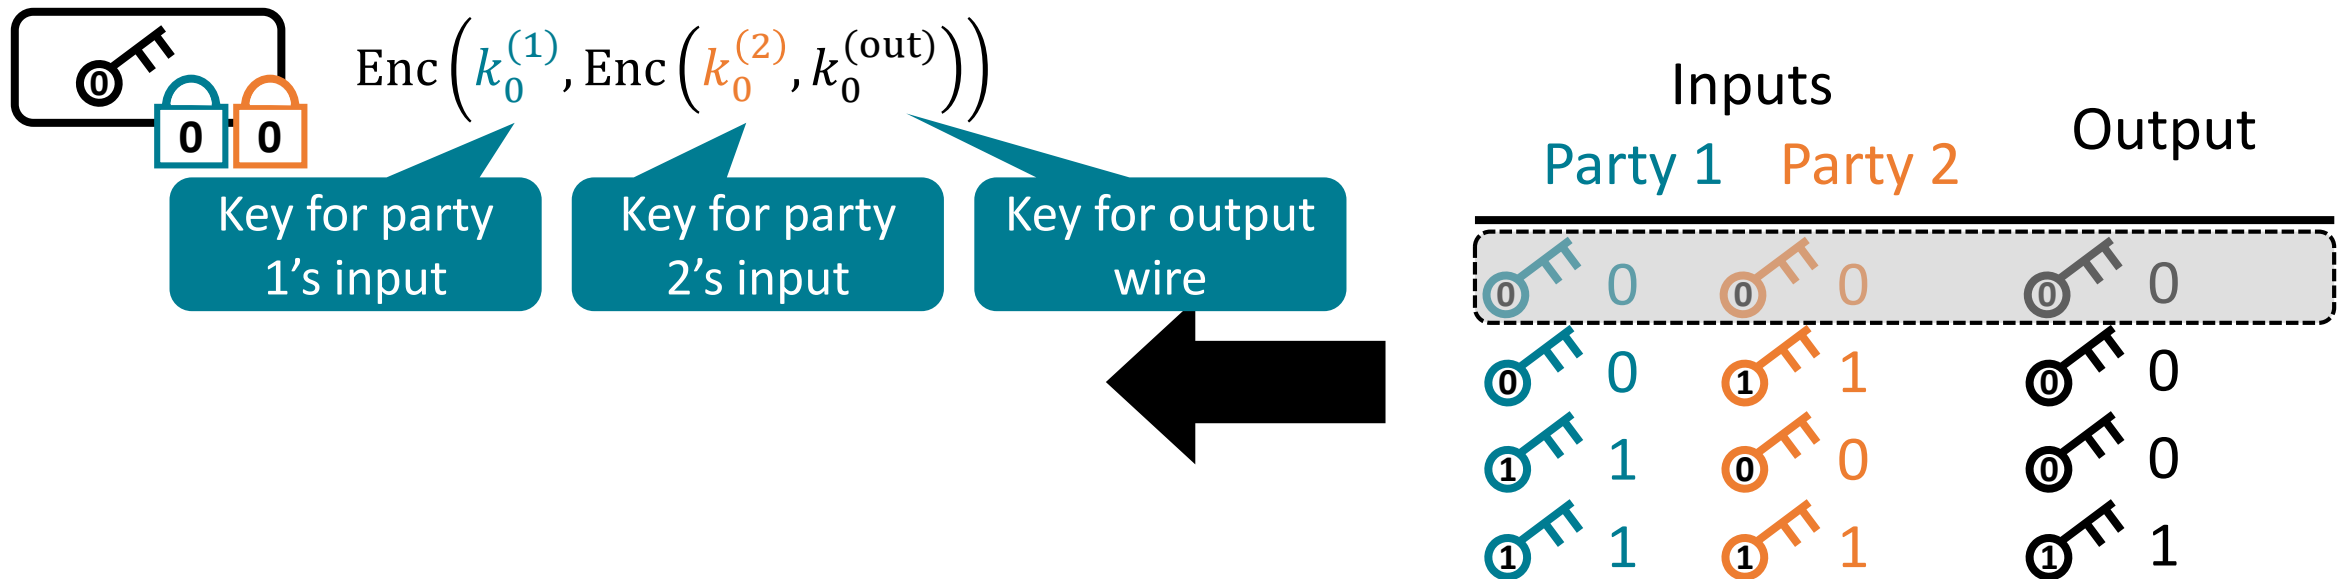 0
0 0
Enc(k_0^{(1)}, Enc(k_0^{(2)}, k_0^{(out)}))
Key for party
1’s input
Key for party
2’s input
Key for output
wire
Inputs
Party 1 Party 2
Output
0 0 0 0 0 0
0 0 1 1 0 0
1 1 0 0 0 0
1 1 1 1 1 1